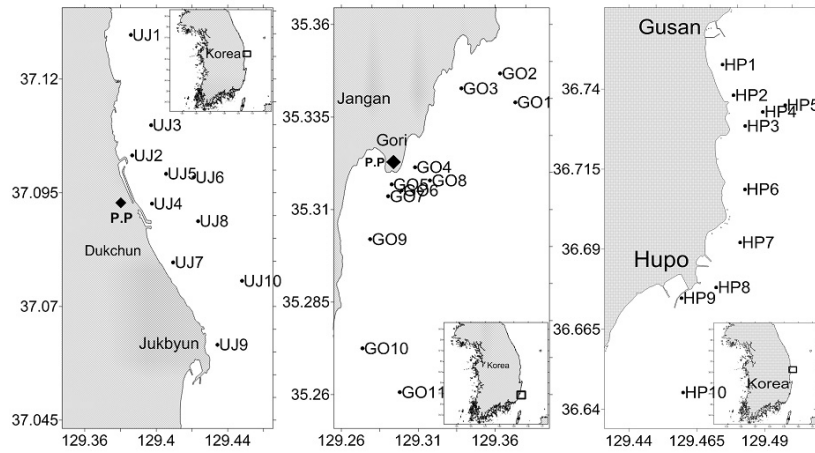 UJ1
Korea
37.12
UJ3
UJ2
UJ5
UJ6
37.095
UJ4
P.P
UJ8
Dukchun
UJ7
UJ10
37.07
Jukbyun
UJ9
37.045
129.36
129.4
129.44
35.36
GO2
GO3
GO1
Jangan
35.335
Gori
P.P
GO4
GO8
GO5
GO6
GO7
35.31
GO9
35.285
GO10
Korea
GO11
35.26
129.26
129.31
129.36
Gusan
HP1
36.74
HP2
HP5
HP4
HP3
36.715
HP6
HP7
36.69
Hupo
HP8
HP9
36.665
Korea
HP10
36.64
129.44
129.465
129.49